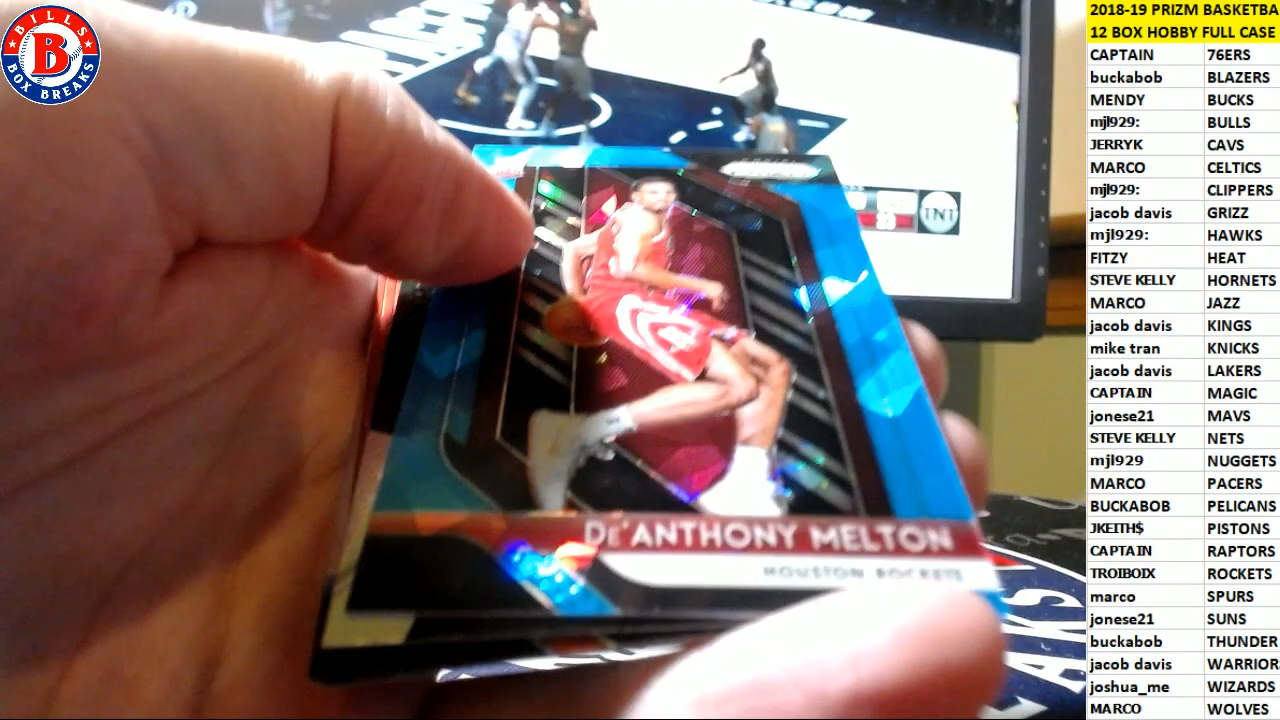 BILLS
B
BOX BREAKS
TNT
DE'ANTHONY MELTON
HOUSTON ROCKETS
2018-19 PRIZM BASKETBA
12 BOX HOBBY FULL CASE
CAPTAIN 76ERS
buckabob BLAZERS
MENDY BUCKS
mjl929: BULLS
JERRYK CAVS
MARCO CELTICS
mjl929: CLIPPERS
jacob davis GRIZZ
mjl929: HAWKS
FITZY HEAT
STEVE KELLY HORNETS
MARCO JAZZ
jacob davis KINGS
mike tran KNICKS
jacob davis LAKERS
CAPTAIN MAGIC
jonese21 MAVS
STEVE KELLY NETS
mjl929 NUGGETS
MARCO PACERS
BUCKABOB PELICANS
JKEITH$ PISTONS
CAPTAIN RAPTORS
TROIBOIX ROCKETS
marco SPURS
jonese21 SUNS
buckabob THUNDER
jacob davis WARRIORS
joshua_me WIZARDS
MARCO WOLVES